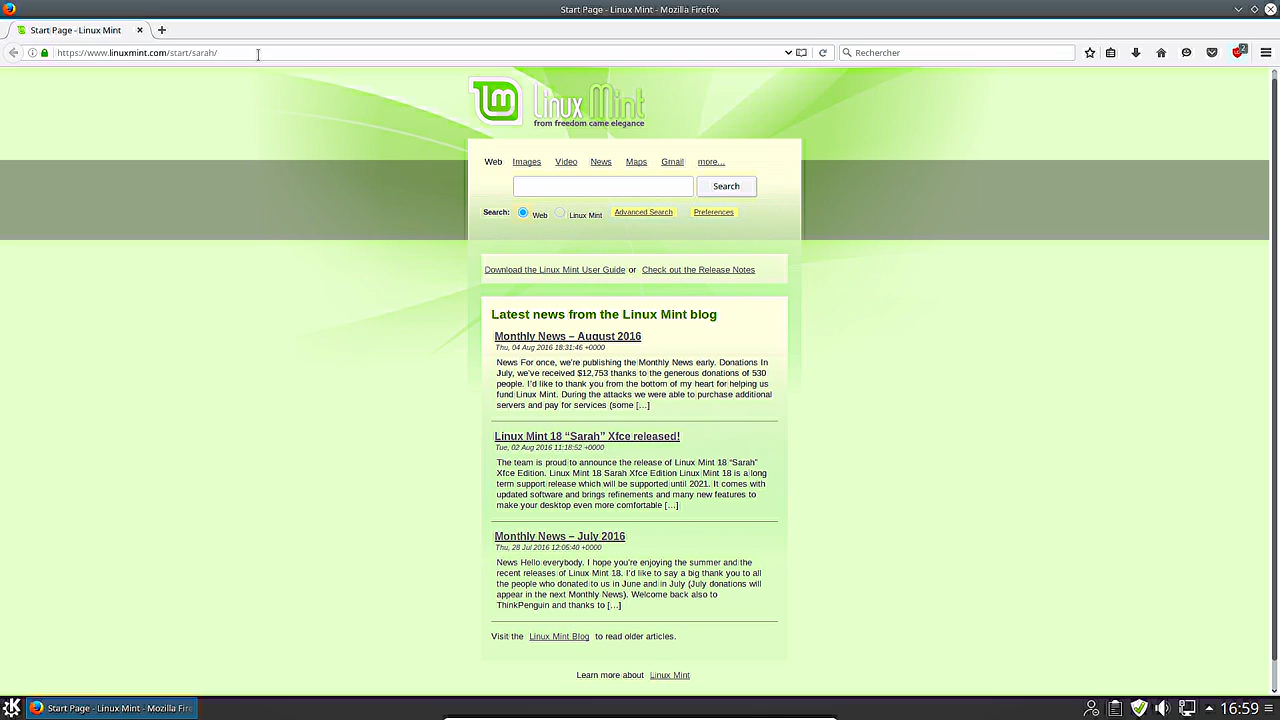 Start Page - Linux Mint - Mozilla Firefox
Start Page - Linux Mint
https://www.linuxmint.com/start/sarah/
Rechercher
2
Linux Mint
from freedom came elegance
Web Images Video News Maps Gmail more...
Search
Search: Web Linux Mint Advanced Search Preferences
Download the Linux Mint User Guide or Check out the Release Notes
Latest news from the Linux Mint blog
Monthly News – August 2016
Thu, 04 Aug 2016 18:31:46 +0000
News For once, we're publishing the Monthly News early. Donations In
July, we've received $12,753 thanks to the generous donations of 530
people. I'd like to thank you from the bottom of my heart for helping us
fund Linux Mint. During the attacks we were able to purchase additional
servers and pay for services (some [...]
Linux Mint 18 “Sarah” Xfce released!
Tue, 02 Aug 2016 11:18:52 +0000
The team is proud to announce the release of Linux Mint 18 “Sarah”
Xfce Edition. Linux Mint 18 Sarah Xfce Edition Linux Mint 18 is a long
term support release which will be supported until 2021. It comes with
updated software and brings refinements and many new features to
make your desktop even more comfortable [...]
Monthly News – July 2016
Thu, 28 Jul 2016 12:05:40 +0000
News Hello everybody. I hope you're enjoying the summer and the
recent releases of Linux Mint 18. I'd like to say a big thank you to all
the people who donated to us in June and in July (July donations will
appear in the next Monthly News). Welcome back also to
ThinkPenguin and thanks to [...]
Visit the Linux Mint Blog to read older articles.
Learn more about Linux Mint
Start Page - Linux Mint - Mozilla Fire
16:59